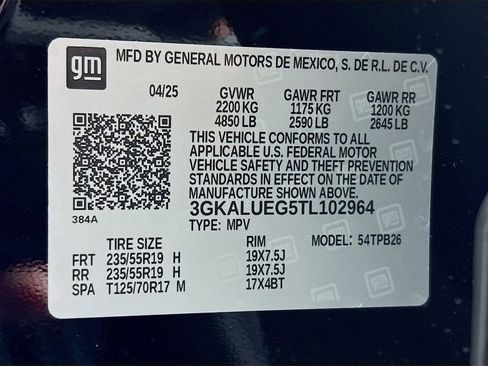 gm MFD BY GENERAL MOTORS DE MEXICO, S. DE R.L. DE C.V.
04/25 GVWR GAWR FRT GAWR RR
2200 KG 1175 KG 1200 KG
4850 LB 2590 LB 2645 LB
THIS VEHICLE CONFORMS TO ALL
APPLICABLE U.S. FEDERAL MOTOR
VEHICLE SAFETY AND THEFT PREVENTION
STANDARDS IN EFFECT ON THE DATE OF
MANUFACTURE SHOWN ABOVE.
384A 3GKALUEG5TL102964
TYPE: MPV
TIRE SIZE RIM MODEL: 54TPB26
FRT 235/55R19 H 19X7.5J
RR 235/55R19 H 19X7.5J
SPA T125/70R17 M 17X4BT